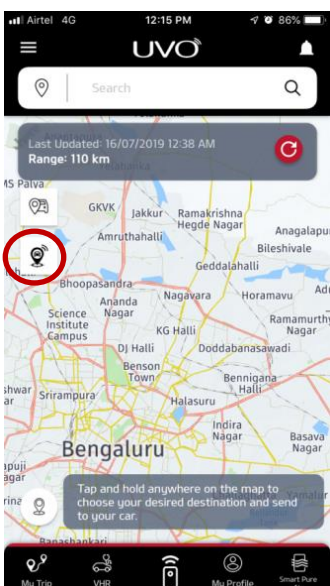 Airtel 4G 12:15 PM 86%
UVO
Search
Last Updated: 16/07/2019 12:38 AM
Range: 110 km
GKVK
Jakkur
Ramakrishna
Hegde Nagar
Anagalapu
Amruthahalli
Bileshivale
Geddalahalli
Bhoopasandra
Nagavara
Horamavu
Ananda
Nagar
Science
Institute
Campus
KG Halli
Ramamurthy
Nagar
DJ Halli
Doddabanasawadi
Benson
Town
Bennigana
Halli
Srirampura
Halasuru
Indira
Nagar
Basava
Nagar
Bengaluru
Tap and hold anywhere on the map to
choose your desired destination and send
to your car.
My Trip VHR My Profile Smart Pure